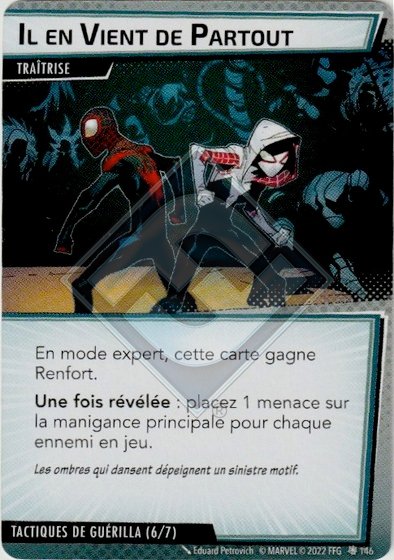 Il en Vient de Partout
TRAÎTRISE
En mode expert, cette carte gagne
Renfort.
Une fois révélée : placez 1 menace sur
la manigance principale pour chaque
ennemi en jeu.
Les ombres qui dansent dépeignent un sinistre motif.
TACTIQUES DE GUÉRILLA (6/7)
Eduard Petrovich © MARVEL © 2022 FFG 146